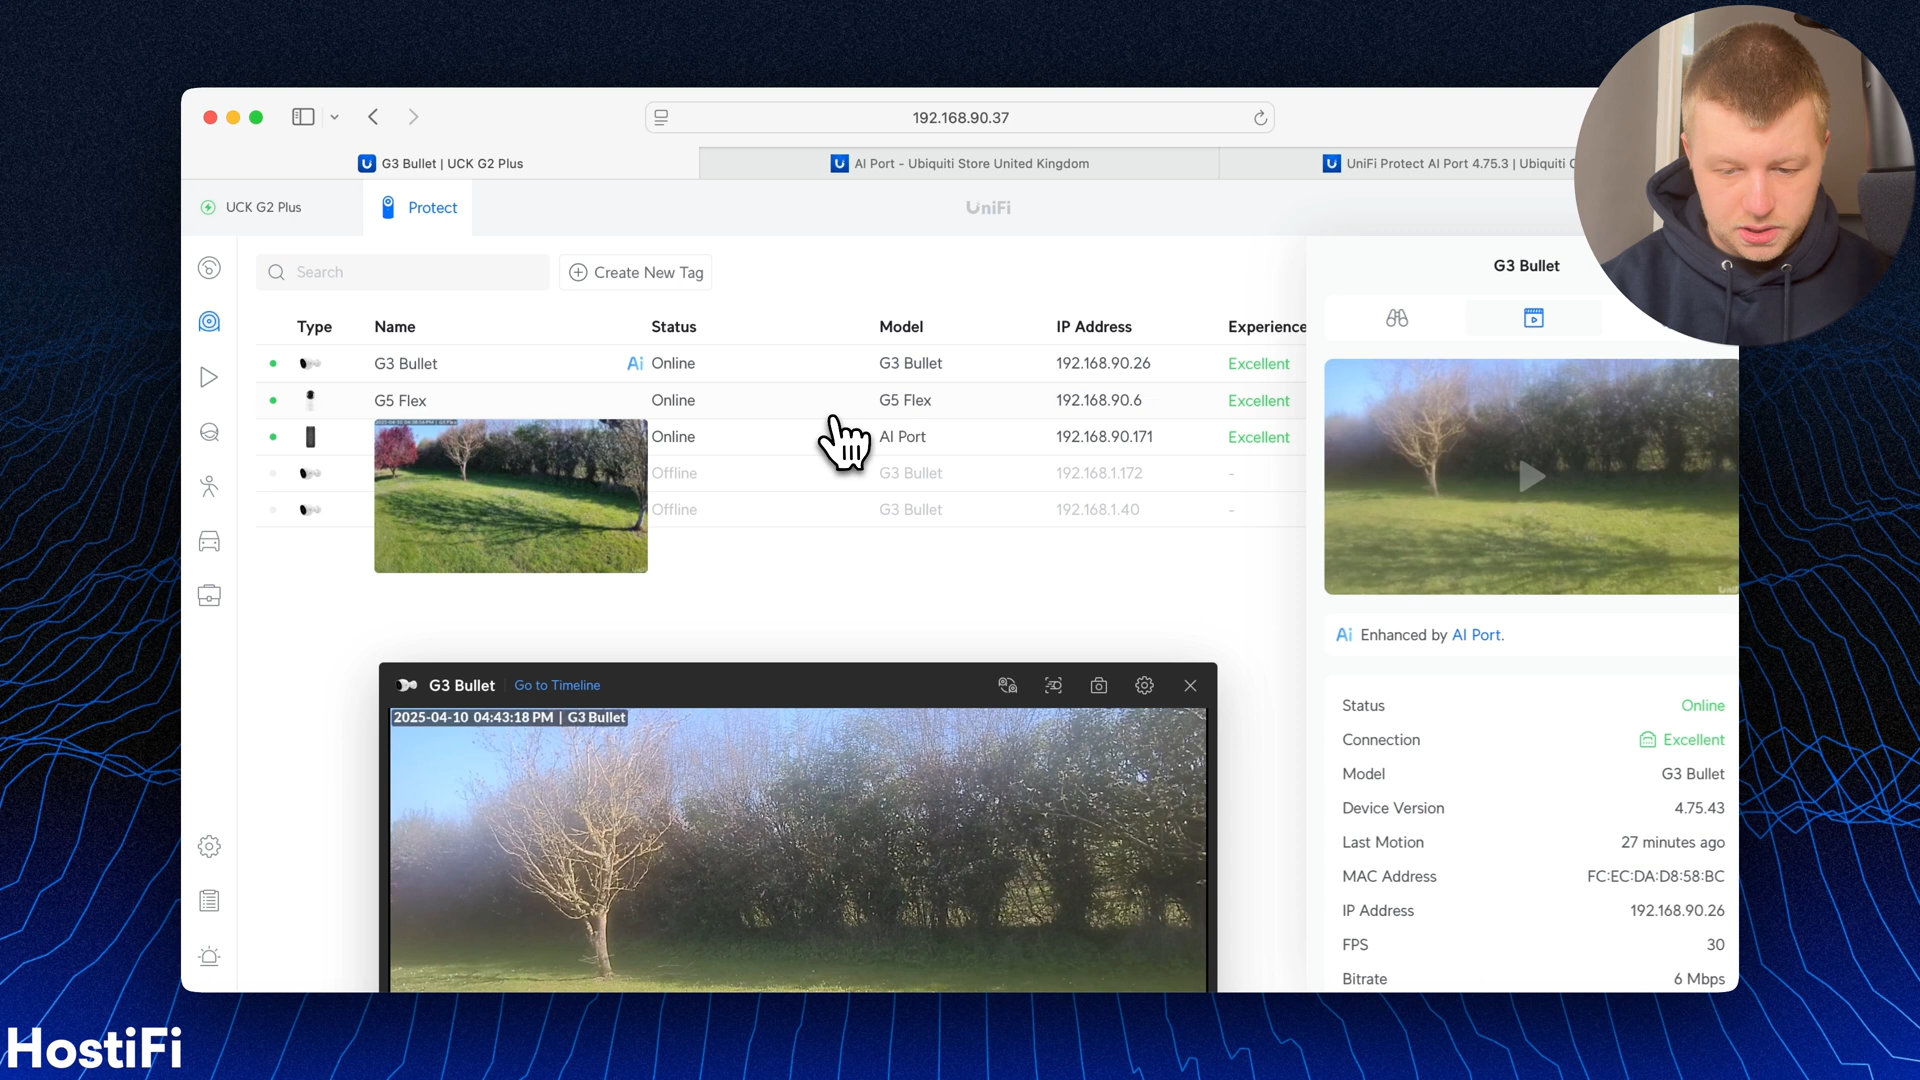 192.168.90.37
G3 Bullet | UCK G2 Plus
AI Port - Ubiquiti Store United Kingdom
UniFi Protect AI Port 4.75.3 | Ubiquiti C
UCK G2 Plus
Protect
UniFi
Search
Create New Tag
G3 Bullet
Type Name Status Model IP Address Experience
G3 Bullet Ai Online G3 Bullet 192.168.90.26 Excellent
G5 Flex Online G5 Flex 192.168.90.6 Excellent
Online AI Port 192.168.90.171 Excellent
Offline G3 Bullet 192.168.1.172 -
Offline G3 Bullet 192.168.1.40 -
Ai Enhanced by AI Port.
Status Online
Connection Excellent
Model G3 Bullet
Device Version 4.75.43
Last Motion 27 minutes ago
MAC Address FC:EC:DA:D8:58:BC
IP Address 192.168.90.26
FPS 30
Bitrate 6 Mbps
G3 Bullet Go to Timeline
2025-04-10 04:43:18 PM | G3 Bullet
HostiFi